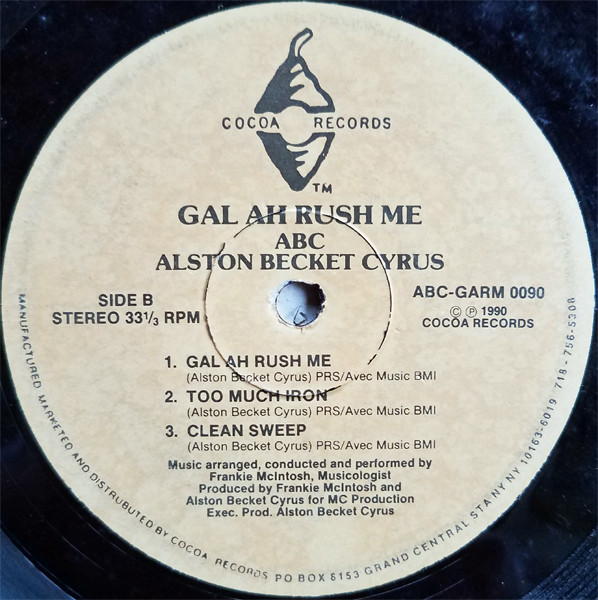 COCOA RECORDS
TM
GAL AH RUSH ME
ABC
ALSTON BECKET CYRUS
SIDE B
STEREO 33 1/3 RPM
ABC-GARM 0090
© ℗ 1990
COCOA RECORDS
1. GAL AH RUSH ME
(Alston Becket Cyrus) PRS/Avec Music BMI
2. TOO MUCH IRON
(Alston Becket Cyrus) PRS/Avec Music BMI
3. CLEAN SWEEP
(Alston Becket Cyrus) PRS/Avec Music BMI
Music arranged, conducted and performed by
Frankie McIntosh, Musicologist
Produced by Frankie McIntosh and
Alston Becket Cyrus for MC Production
Exec. Prod. Alston Becket Cyrus
MANUFACTURED, MARKETED AND DISTRUBUTED BY COCOA RECORDS PO BOX 6153 GRAND CENTRAL STA NY NY 10163-6019 718-756-5308